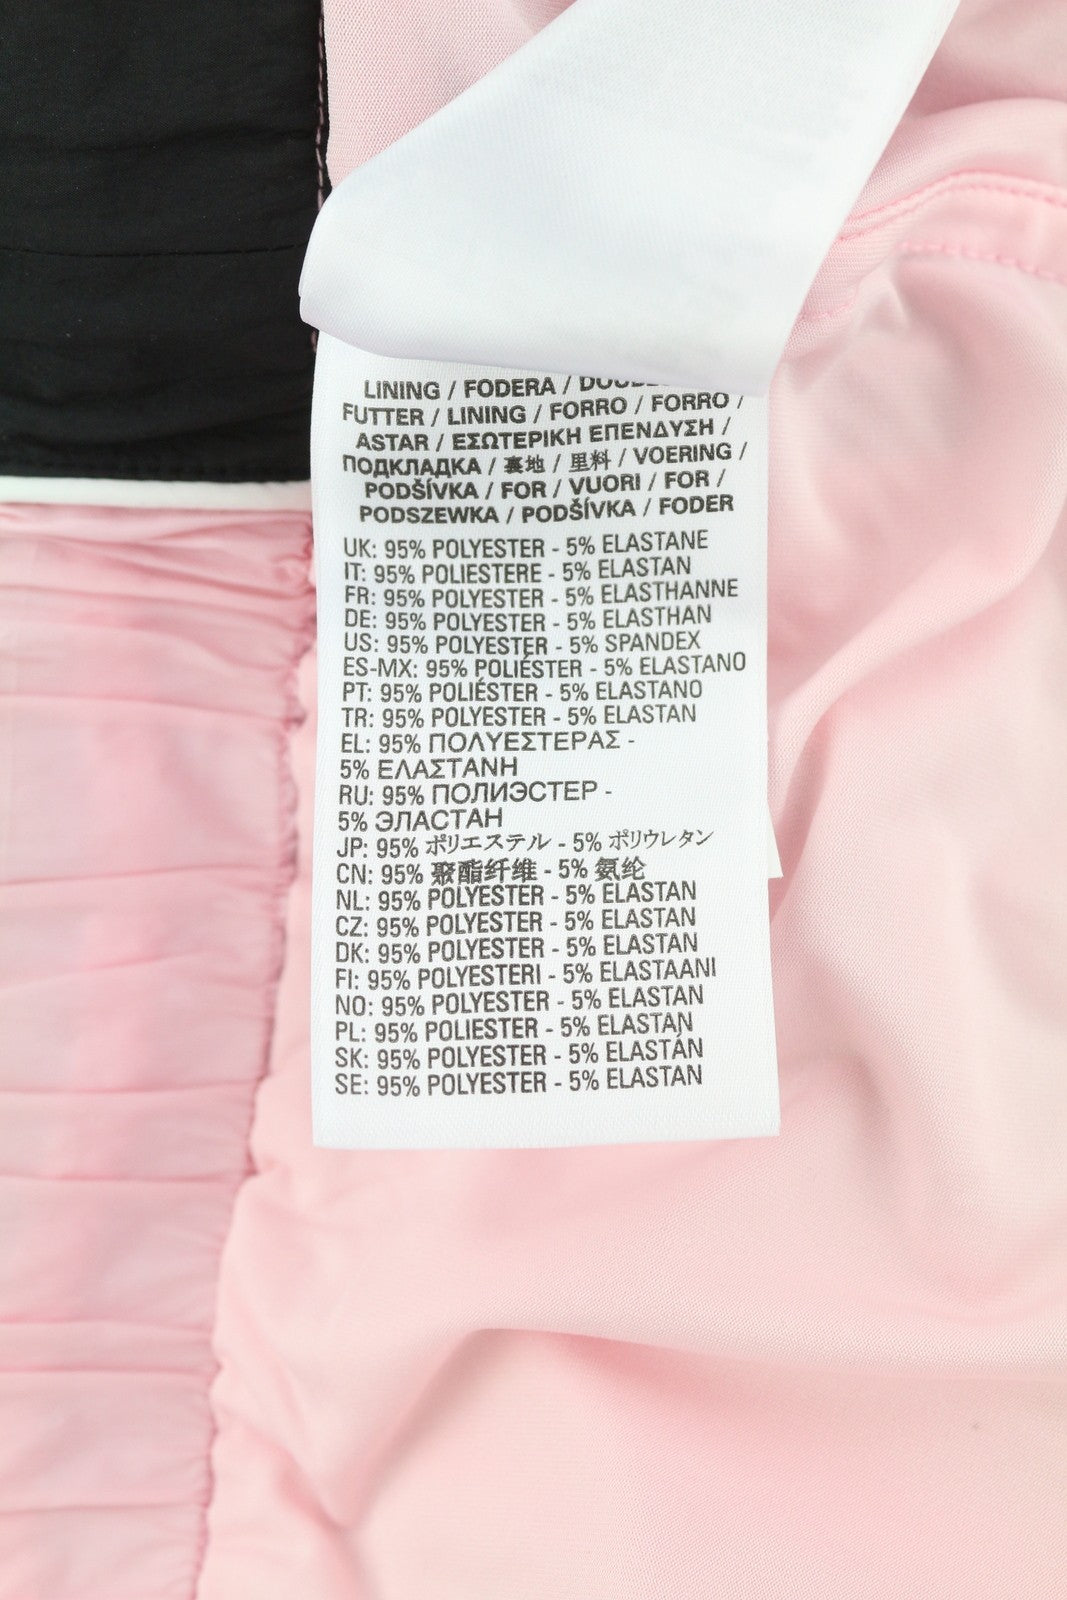 LINING / FODERA /
FUTTER / LINING / FORRO / FORRO /
ASTAR / ΕΣΩΤΕΡΙΚΗ ΕΠΕΝΔΥΣΗ /
ПОДКЛАДКА / 裏地 / 里料 / VOERING /
PODŠÍVKA / FOR / VUORI / FOR /
PODSZEWKA / PODŠÍVKA / FODER
UK: 95% POLYESTER - 5% ELASTANE
IT: 95% POLIESTERE - 5% ELASTAN
FR: 95% POLYESTER - 5% ELASTHANNE
DE: 95% POLYESTER - 5% ELASTHAN
US: 95% POLYESTER - 5% SPANDEX
ES-MX: 95% POLIÉSTER - 5% ELASTANO
PT: 95% POLIÉSTER - 5% ELASTANO
TR: 95% POLYESTER - 5% ELASTAN
EL: 95% ΠΟΛΥΕΣΤΕΡΑΣ -
5% ΕΛΑΣΤΑΝΗ
RU: 95% ПОЛИЭСТЕР -
5% ЭЛАСТАН
JP: 95% ポリエステル - 5% ポリウレタン
CN: 95% 聚酯纤维 - 5% 氨纶
NL: 95% POLYESTER - 5% ELASTAN
CZ: 95% POLYESTER - 5% ELASTAN
DK: 95% POLYESTER - 5% ELASTAN
FI: 95% POLYESTERI - 5% ELASTAANI
NO: 95% POLYESTER - 5% ELASTAN
PL: 95% POLIESTER - 5% ELASTAN
SK: 95% POLYESTER - 5% ELASTÁN
SE: 95% POLYESTER - 5% ELASTAN